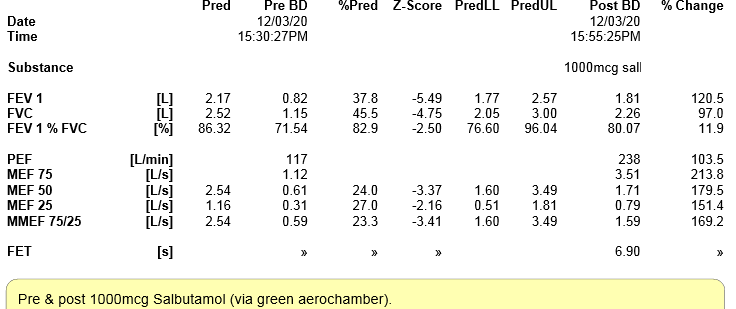 Pred Pre BD %Pred Z-Score PredLL PredUL Post BD % Change
Date 12/03/20 12/03/20
Time 15:30:27PM 15:55:25PM
Substance 1000mcg sal
FEV 1 [L] 2.17 0.82 37.8 -5.49 1.77 2.57 1.81 120.5
FVC [L] 2.52 1.15 45.5 -4.75 2.05 3.00 2.26 97.0
FEV 1 % FVC [%] 86.32 71.54 82.9 -2.50 76.60 96.04 80.07 11.9
PEF [L/min] 117 238 103.5
MEF 75 [L/s] 1.12 3.51 213.8
MEF 50 [L/s] 2.54 0.61 24.0 -3.37 1.60 3.49 1.71 179.5
MEF 25 [L/s] 1.16 0.31 27.0 -2.16 0.51 1.81 0.79 151.4
MMEF 75/25 [L/s] 2.54 0.59 23.3 -3.41 1.60 3.49 1.59 169.2
FET [s] » » » 6.90 »
Pre & post 1000mcg Salbutamol (via green aerochamber).